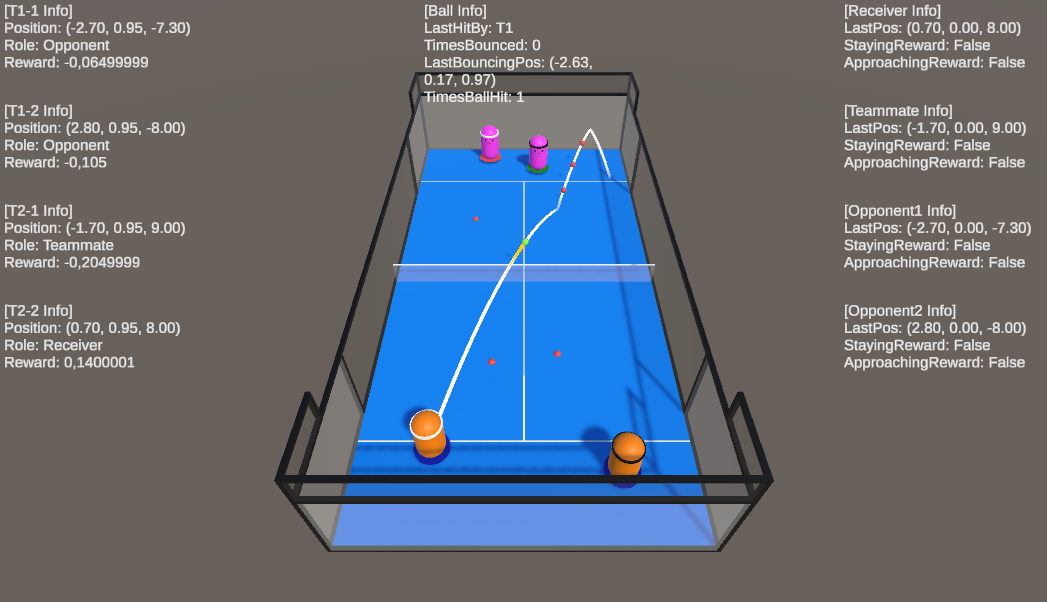 [T1-1 Info]
Position: (-2.70, 0.95, -7.30)
Role: Opponent
Reward: -0,06499999
[T1-2 Info]
Position: (2.80, 0.95, -8.00)
Role: Opponent
Reward: -0,105
[T2-1 Info]
Position: (-1.70, 0.95, 9.00)
Role: Teammate
Reward: -0,2049999
[T2-2 Info]
Position: (0.70, 0.95, 8.00)
Role: Receiver
Reward: 0,1400001
[Ball Info]
LastHitBy: T1
TimesBounced: 0
LastBouncingPos: (-2.63,
0.17, 0.97)
TimesBallHit: 1
[Receiver Info]
LastPos: (0.70, 0.00, 8.00)
StayingReward: False
ApproachingReward: False
[Teammate Info]
LastPos: (-1.70, 0.00, 9.00)
StayingReward: False
ApproachingReward: False
[Opponent1 Info]
LastPos: (-2.70, 0.00, -7.30)
StayingReward: False
ApproachingReward: False
[Opponent2 Info]
LastPos: (2.80, 0.00, -8.00)
StayingReward: False
ApproachingReward: False